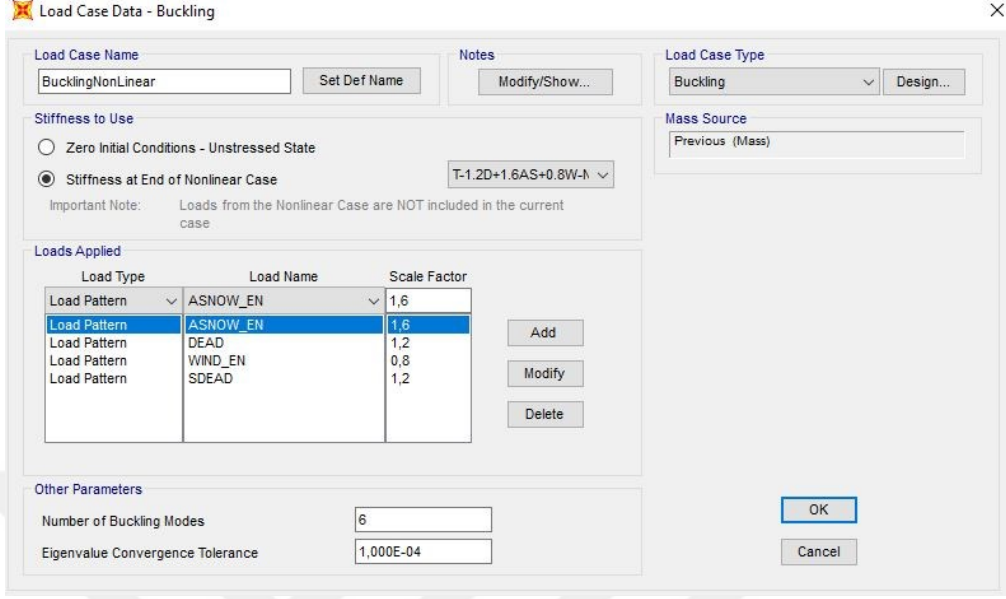 Load Case Data - Buckling
Load Case Name
BucklingNonLinear
Set Def Name
Notes
Modify/Show...
Load Case Type
Buckling
Design...
Stiffness to Use
Zero Initial Conditions - Unstressed State
Stiffness at End of Nonlinear Case
T-1.2D+1.6AS+0.8W-N
Important Note: Loads from the Nonlinear Case are NOT included in the current
case
Mass Source
Previous (Mass)
Loads Applied
Load Type Load Name Scale Factor
Load Pattern ASNOW_EN 1,6
Load Pattern ASNOW_EN 1,6
Load Pattern DEAD 1,2
Load Pattern WIND_EN 0,8
Load Pattern SDEAD 1,2
Add
Modify
Delete
Other Parameters
Number of Buckling Modes 6
Eigenvalue Convergence Tolerance 1,000E-04
OK
Cancel